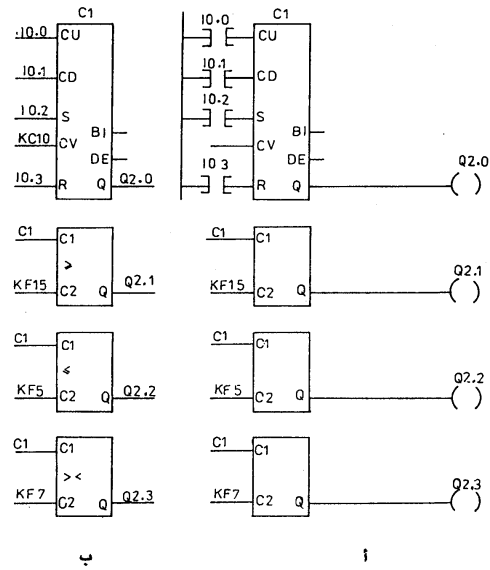 C1
I0.0
CU
I0.1
CD
I0.2
S
KC10
CV
BI
DE
I0.3
R
Q
Q2.0
C1
I0.0
CU
I0.1
CD
I0.2
S
CV
BI
DE
I0 3
R
Q
Q2.0
C1
C1
>
KF15
C2
Q
Q2.1
C1
C1
KF15
C2
Q
Q2.1
C1
C1
≤
KF5
C2
Q
Q2.2
C1
C1
KF5
C2
Q
Q2.2
C1
C1
><
KF7
C2
Q
Q2.3
C1
C1
KF7
C2
Q
Q2.3
ب
أ